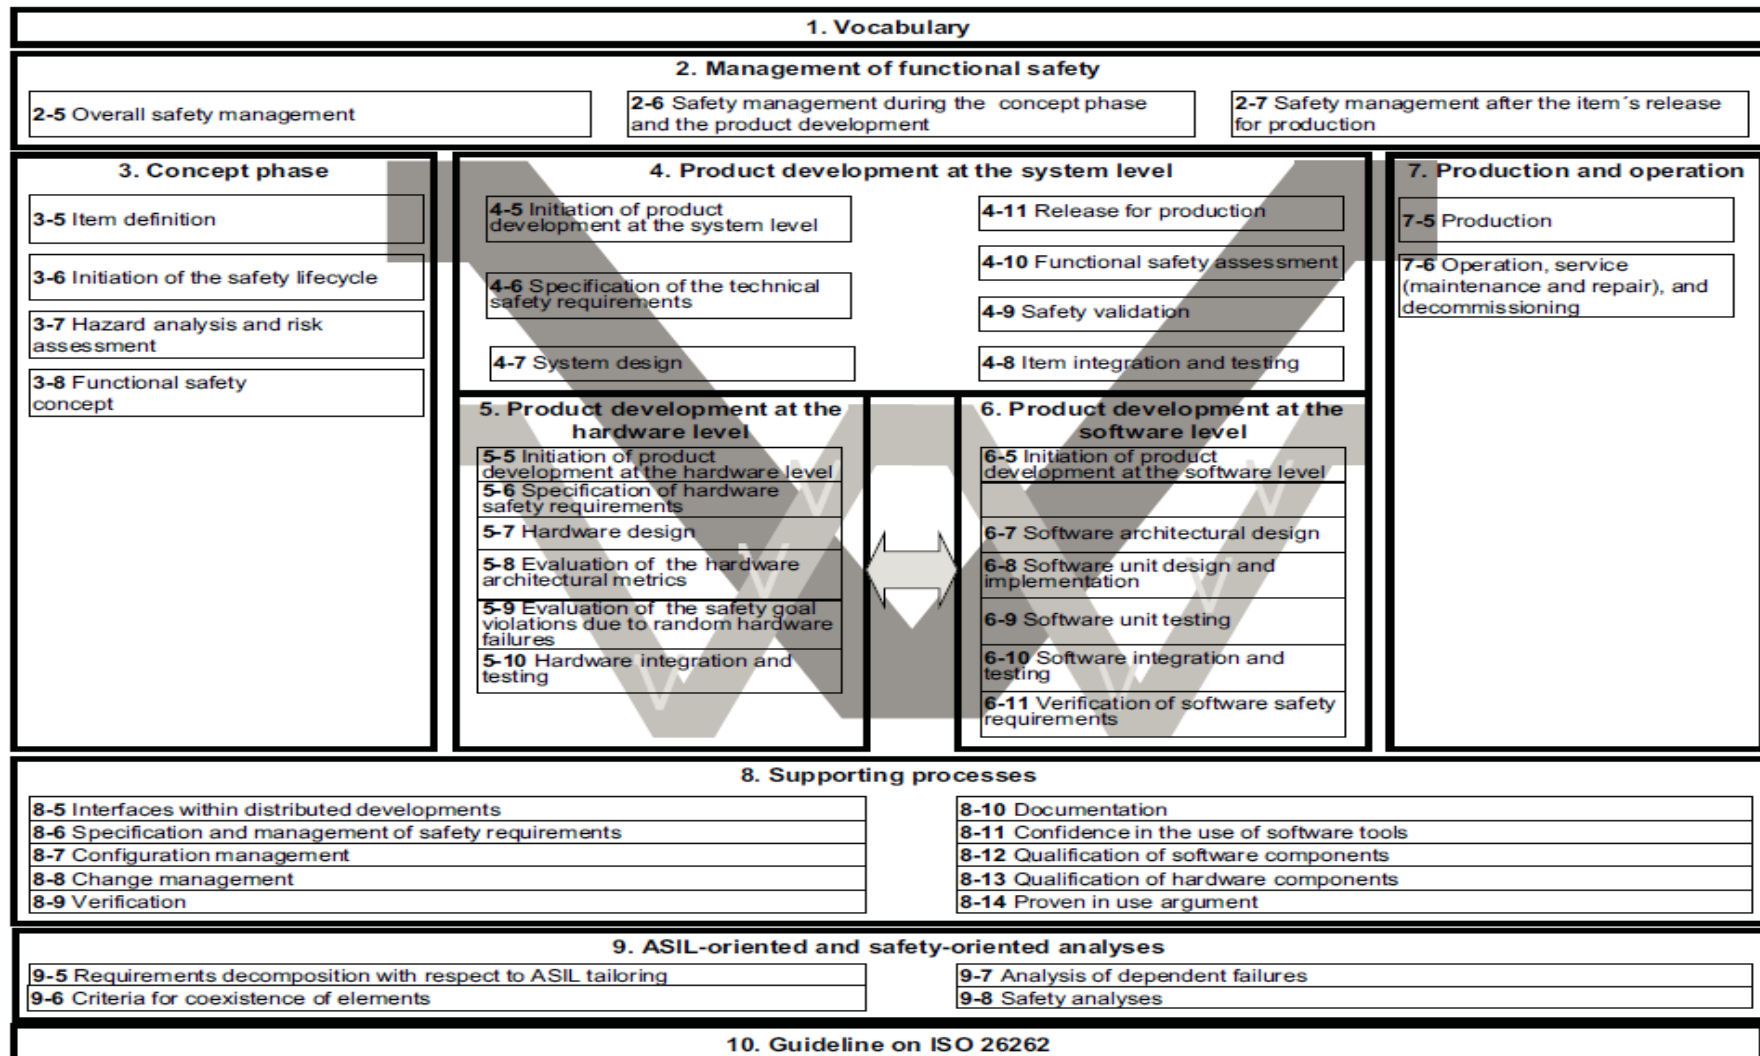 1. Vocabulary
2. Management of functional safety
2-5 Overall safety management
2-6 Safety management during the concept phase
and the product development
2-7 Safety management after the item´s release
for production
3. Concept phase
3-5 Item definition
3-6 Initiation of the safety lifecycle
3-7 Hazard analysis and risk
assessment
3-8 Functional safety
concept
4. Product development at the system level
4-5 Initiation of product
development at the system level
4-6 Specification of the technical
safety requirements
4-7 System design
4-11 Release for production
4-10 Functional safety assessment
4-9 Safety validation
4-8 Item integration and testing
7. Production and operation
7-5 Production
7-6 Operation, service
(maintenance and repair), and
decommissioning
5. Product development at the
hardware level
5-5 Initiation of product
development at the hardware level
5-6 Specification of hardware
safety requirements
5-7 Hardware design
5-8 Evaluation of the hardware
architectural metrics
5-9 Evaluation of the safety goal
violations due to random hardware
failures
5-10 Hardware integration and
testing
6. Product development at the
software level
6-5 Initiation of product
development at the software level
6-7 Software architectural design
6-8 Software unit design and
implementation
6-9 Software unit testing
6-10 Software integration and
testing
6-11 Verification of software safety
requirements
8. Supporting processes
8-5 Interfaces within distributed developments
8-6 Specification and management of safety requirements
8-7 Configuration management
8-8 Change management
8-9 Verification
8-10 Documentation
8-11 Confidence in the use of software tools
8-12 Qualification of software components
8-13 Qualification of hardware components
8-14 Proven in use argument
9. ASIL-oriented and safety-oriented analyses
9-5 Requirements decomposition with respect to ASIL tailoring
9-6 Criteria for coexistence of elements
9-7 Analysis of dependent failures
9-8 Safety analyses
10. Guideline on ISO 26262